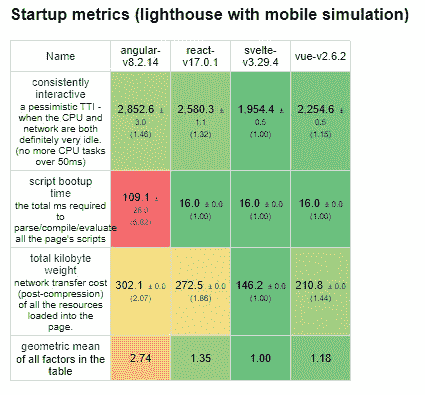 Startup metrics (lighthouse with mobile simulation)
Name
angular-
v8.2.14
react-
v17.0.1
svelte-
v3.29.4
vue-v2.6.2
consistently
interactive
a pessimistic TTI -
when the CPU and
network are both
definitely very idle.
(no more CPU tasks
over 50ms)
2,852.6 ±
3.0
(1.46)
2,580.3 ±
1.1
(1.32)
1,954.4 ±
0.5
(1.00)
2,254.6 ±
0.5
(1.15)
script bootup
time
the total ms required
to
parse/compile/evaluate
all the page's scripts
109.1 ±
16.0 ± 0.0
(1.00)
16.0 ± 0.0
(1.00)
16.0 ± 0.0
(1.00)
total kilobyte
weight
network transfer cost
(post-compression)
of all the resources
loaded into the
page.
302.1 ± 0.0
(2.07)
272.5 ± 0.0
(1.86)
146.2 ± 0.0
(1.00)
210.8 ± 0.0
(1.44)
geometric mean
of all factors in the
table
2.74
1.35
1.00
1.18